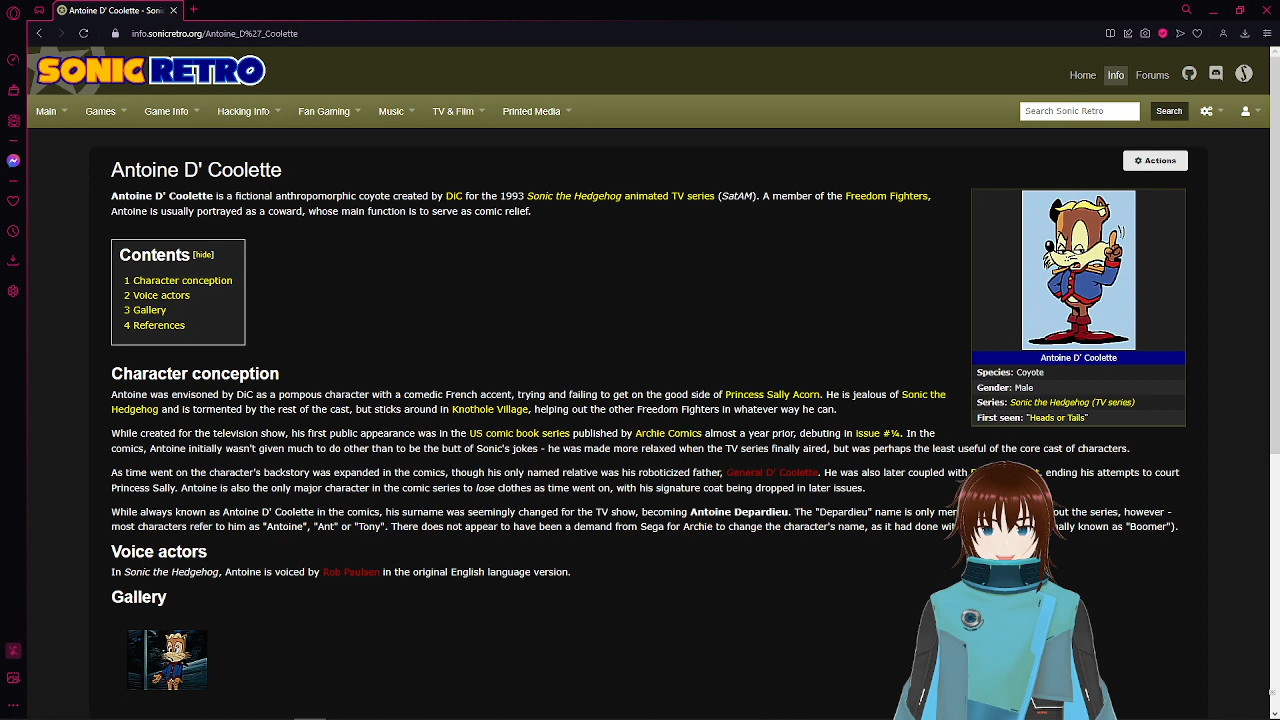 Antoine D' Coolette - Soni
info.sonicretro.org/Antoine_D%27_Coolette
SONIC RETRO
Home Info Forums
Main Games Game Info Hacking Info Fan Gaming Music TV & Film Printed Media Search Sonic Retro Search
Antoine D' Coolette
Actions
Antoine D' Coolette is a fictional anthropomorphic coyote created by DiC for the 1993 Sonic the Hedgehog animated TV series (SatAM). A member of the Freedom Fighters,
Antoine is usually portrayed as a coward, whose main function is to serve as comic relief.
Contents [hide]
1 Character conception
2 Voice actors
3 Gallery
4 References
Antoine D' Coolette
Species: Coyote
Gender: Male
Series: Sonic the Hedgehog (TV series)
First seen: "Heads or Tails"
Character conception
Antoine was envisoned by DiC as a pompous character with a comedic French accent, trying and failing to get on the good side of Princess Sally Acorn. He is jealous of Sonic the
Hedgehog and is tormented by the rest of the cast, but sticks around in Knothole Village, helping out the other Freedom Fighters in whatever way he can.
While created for the television show, his first public appearance was in the US comic book series published by Archie Comics almost a year prior, debuting in issue #¼. In the
comics, Antoine initially wasn't given much to do other than to be the butt of Sonic's jokes - he was made more relaxed when the TV series finally aired, but was perhaps the least useful of the core cast of characters.
As time went on the character's backstory was expanded in the comics, though his only named relative was his roboticized father, General D' Coolette. He was also later coupled with ending his attempts to court
Princess Sally. Antoine is also the only major character in the comic series to lose clothes as time went on, with his signature coat being dropped in later issues.
While always known as Antoine D' Coolette in the comics, his surname was seemingly changed for the TV show, becoming Antoine Depardieu. The "Depardieu" name is only out the series, however -
most characters refer to him as "Antoine", "Ant" or "Tony". There does not appear to have been a demand from Sega for Archie to change the character's name, as it had done known as "Boomer").
Voice actors
In Sonic the Hedgehog, Antoine is voiced by Rob Paulsen in the original English language version.
Gallery